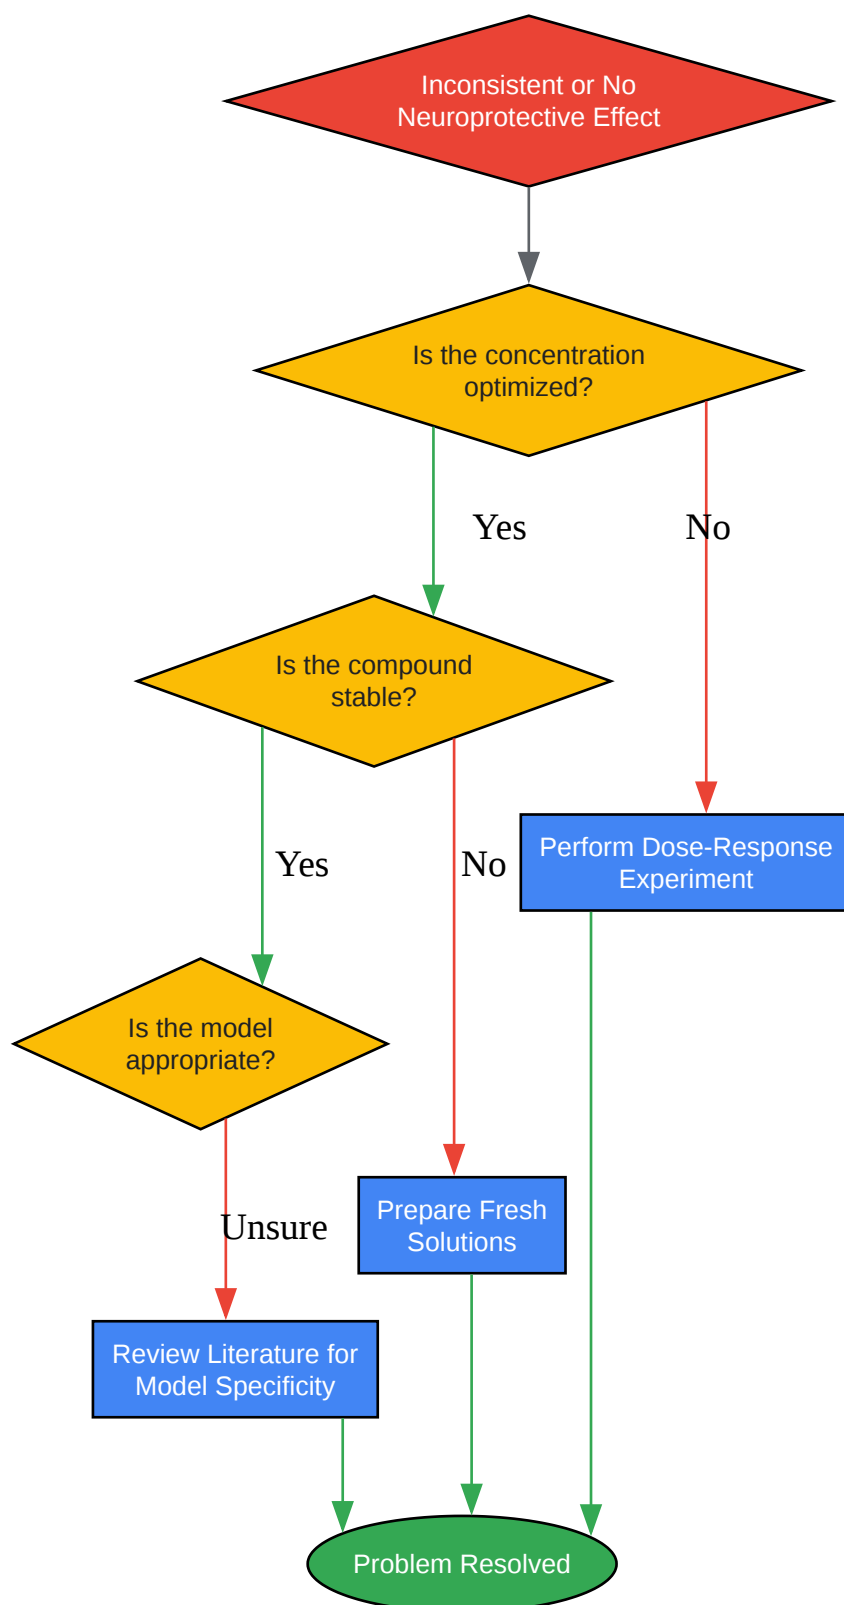 Inconsistent or No
Neuroprotective Effect
Is the concentration
optimized?
Yes
No
Is the compound
stable?
Perform Dose-Response
Experiment
Yes
No
Is the model
appropriate?
Prepare Fresh
Solutions
Unsure
Review Literature for
Model Specificity
Problem Resolved